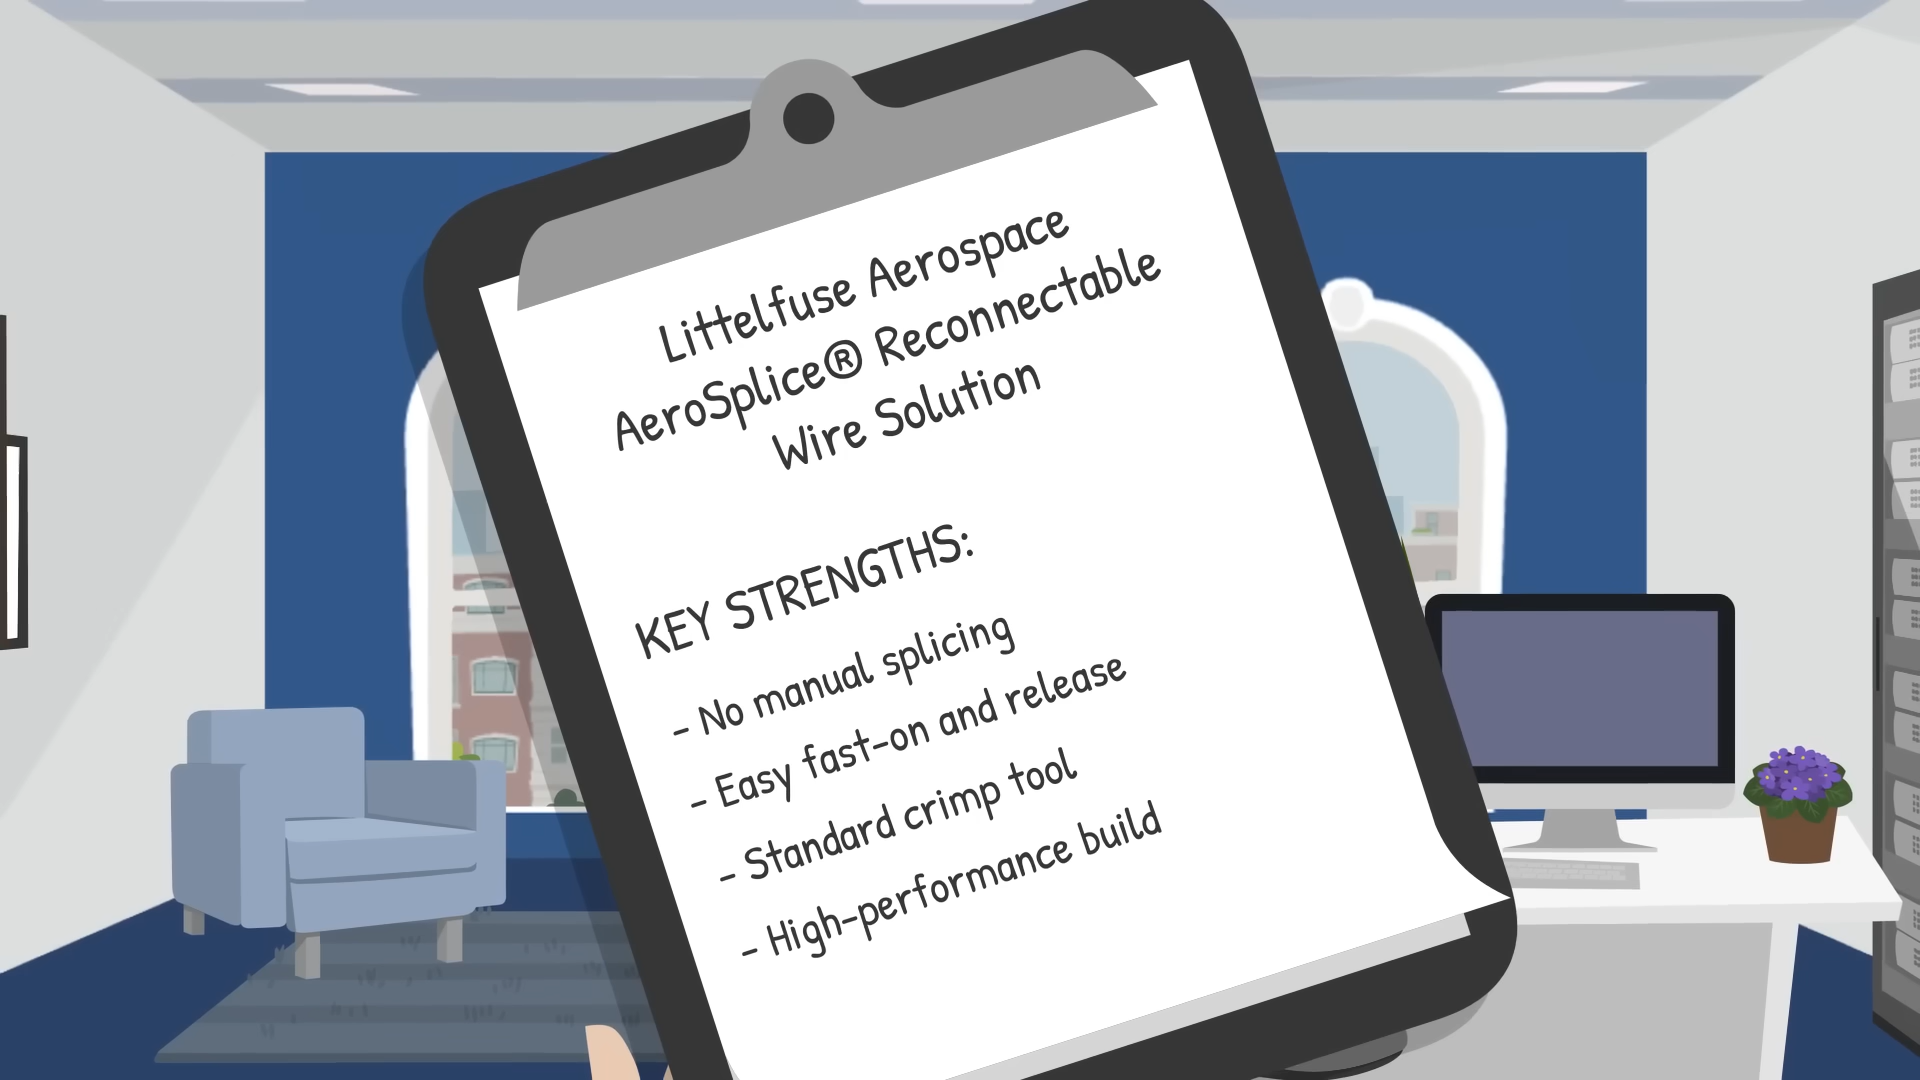 Littelfuse Aerospace
AeroSplice® Reconnectable
Wire Solution
KEY STRENGTHS:
- No manual splicing
- Easy fast-on and release
- Standard crimp tool
- High-performance build